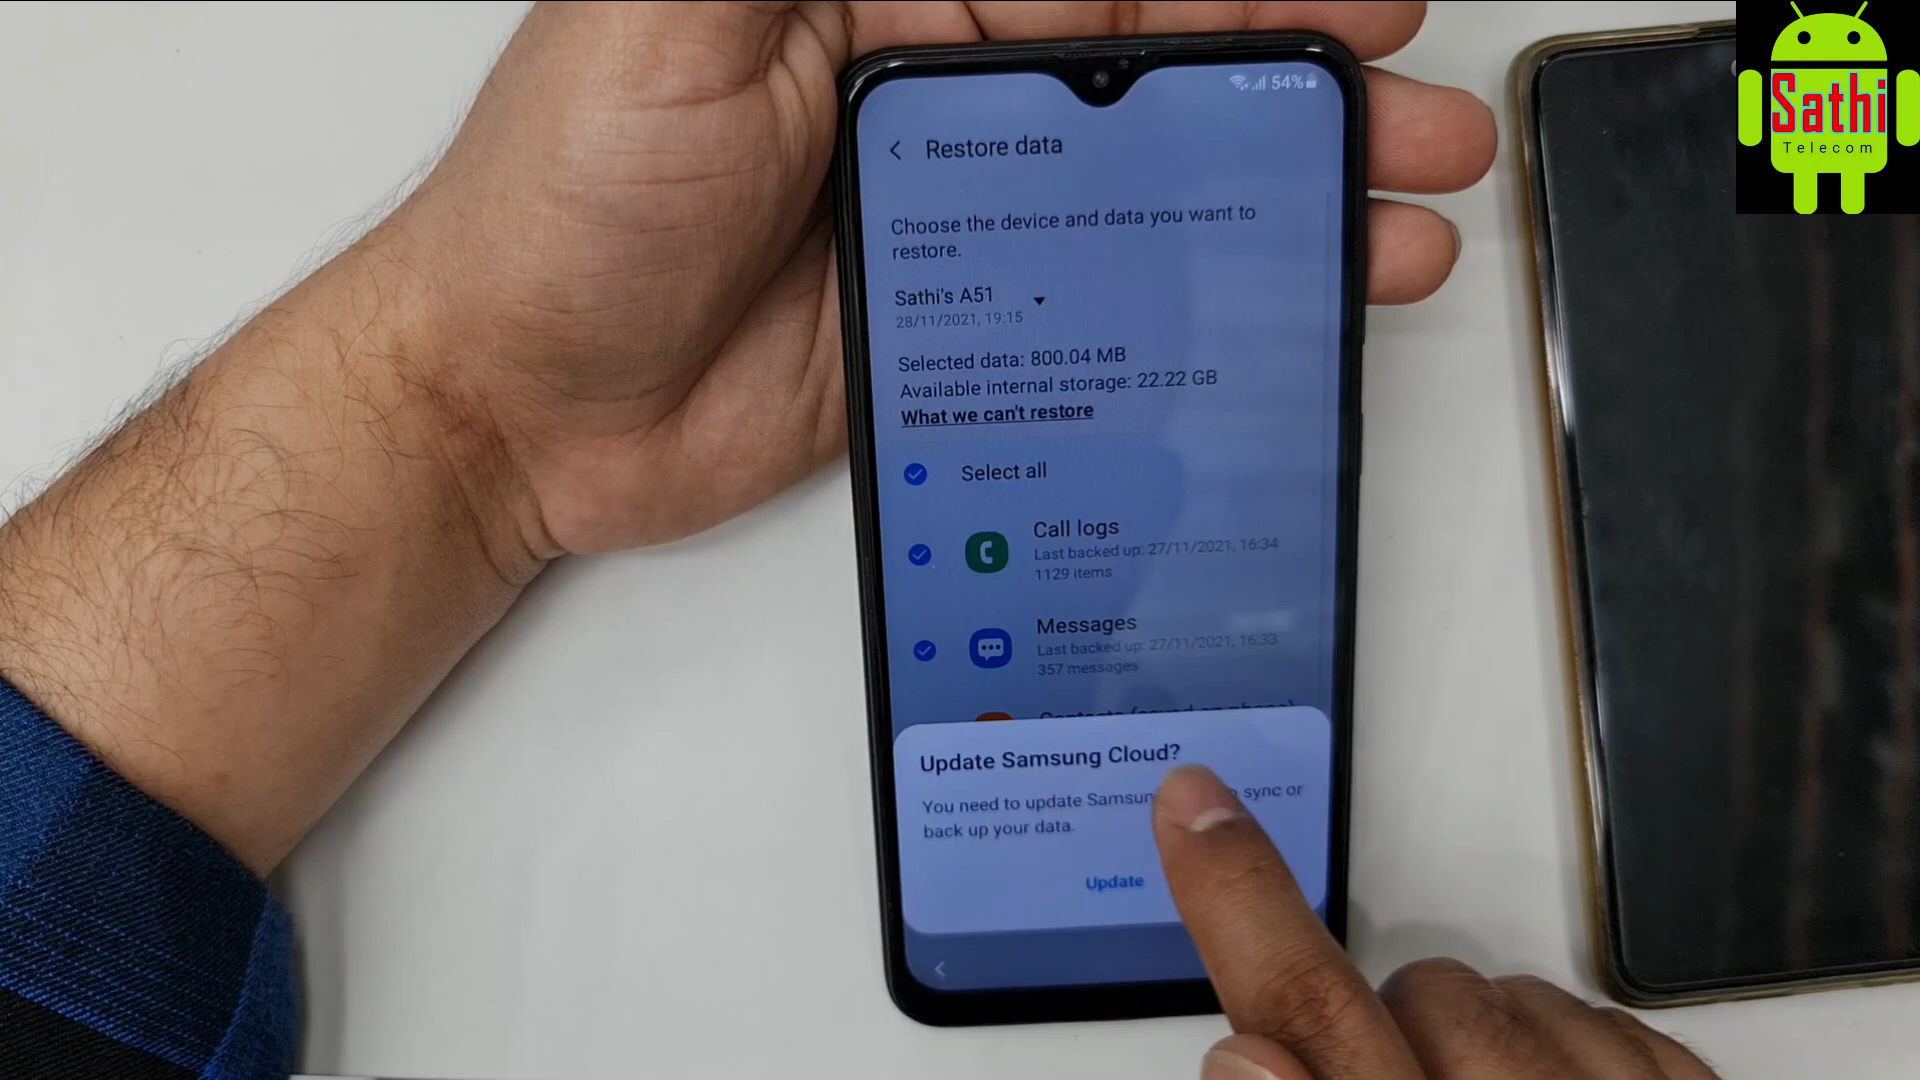 54%
Restore data
Choose the device and data you want to
restore.
Sathi's A51
28/11/2021, 19:15
Selected data: 800.04 MB
Available internal storage: 22.22 GB
What we can't restore
Select all
Call logs
Last backed up: 27/11/2021, 16:34
1129 items
Messages
Last backed up: 27/11/2021, 16:33
357 messages
Update Samsung Cloud?
You need to update sync or
back up your data.
Update
Sathi
Telecom